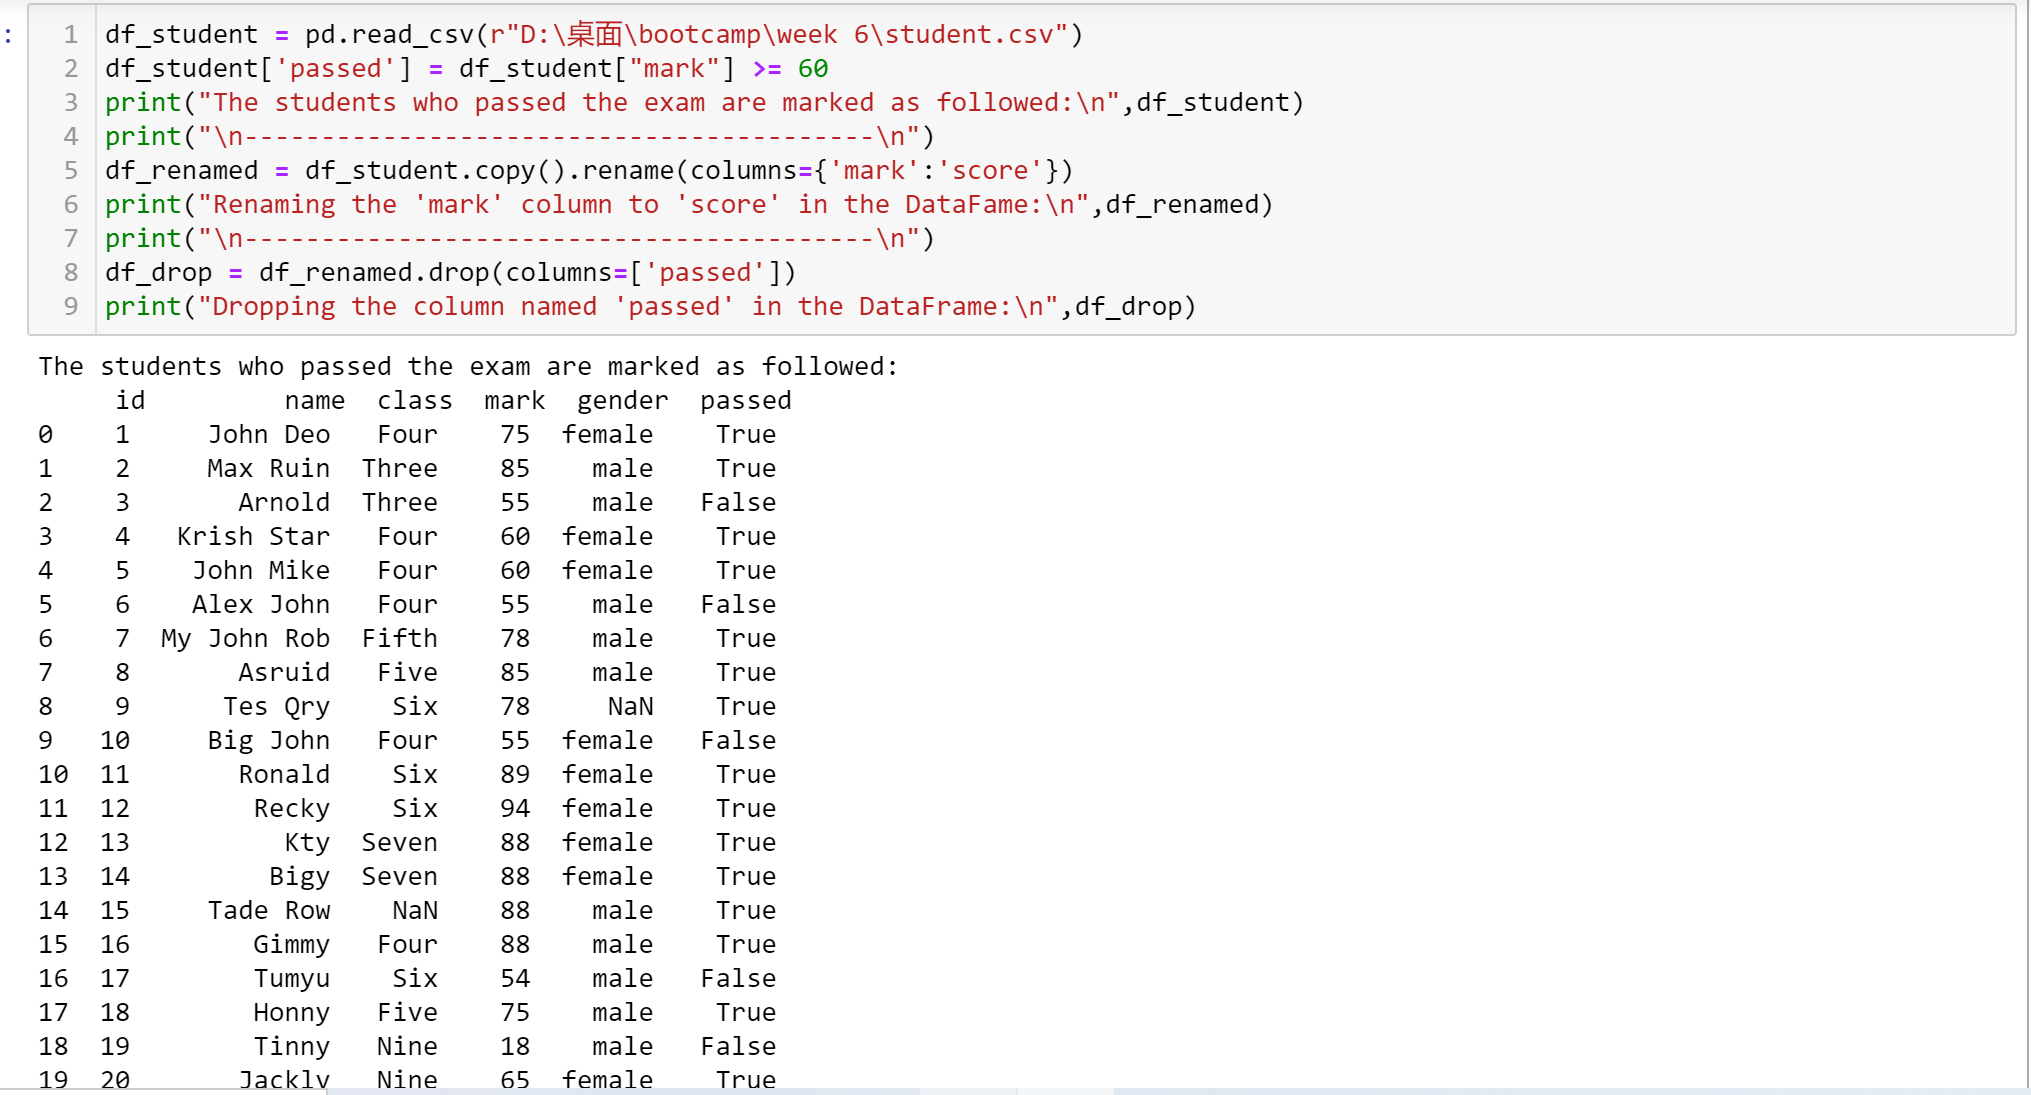 :
1 df_student = pd.read_csv(r"D:\桌面\bootcamp\week 6\student.csv")
2 df_student['passed'] = df_student["mark"] >= 60
3 print("The students who passed the exam are marked as followed:\n",df_student)
4 print("\n-----------------------------------------\n")
5 df_renamed = df_student.copy().rename(columns={'mark':'score'})
6 print("Renaming the 'mark' column to 'score' in the DataFame:\n",df_renamed)
7 print("\n-----------------------------------------\n")
8 df_drop = df_renamed.drop(columns=['passed'])
9 print("Dropping the column named 'passed' in the DataFrame:\n",df_drop)
The students who passed the exam are marked as followed:
id name class mark gender passed
0 1 John Deo Four 75 female True
1 2 Max Ruin Three 85 male True
2 3 Arnold Three 55 male False
3 4 Krish Star Four 60 female True
4 5 John Mike Four 60 female True
5 6 Alex John Four 55 male False
6 7 My John Rob Fifth 78 male True
7 8 Asruid Five 85 male True
8 9 Tes Qry Six 78 NaN True
9 10 Big John Four 55 female False
10 11 Ronald Six 89 female True
11 12 Recky Six 94 female True
12 13 Kty Seven 88 female True
13 14 Bigy Seven 88 female True
14 15 Tade Row NaN 88 male True
15 16 Gimmy Four 88 male True
16 17 Tumyu Six 54 male False
17 18 Honny Five 75 male True
18 19 Tinny Nine 18 male False
19 20 Jackly Nine 65 female True